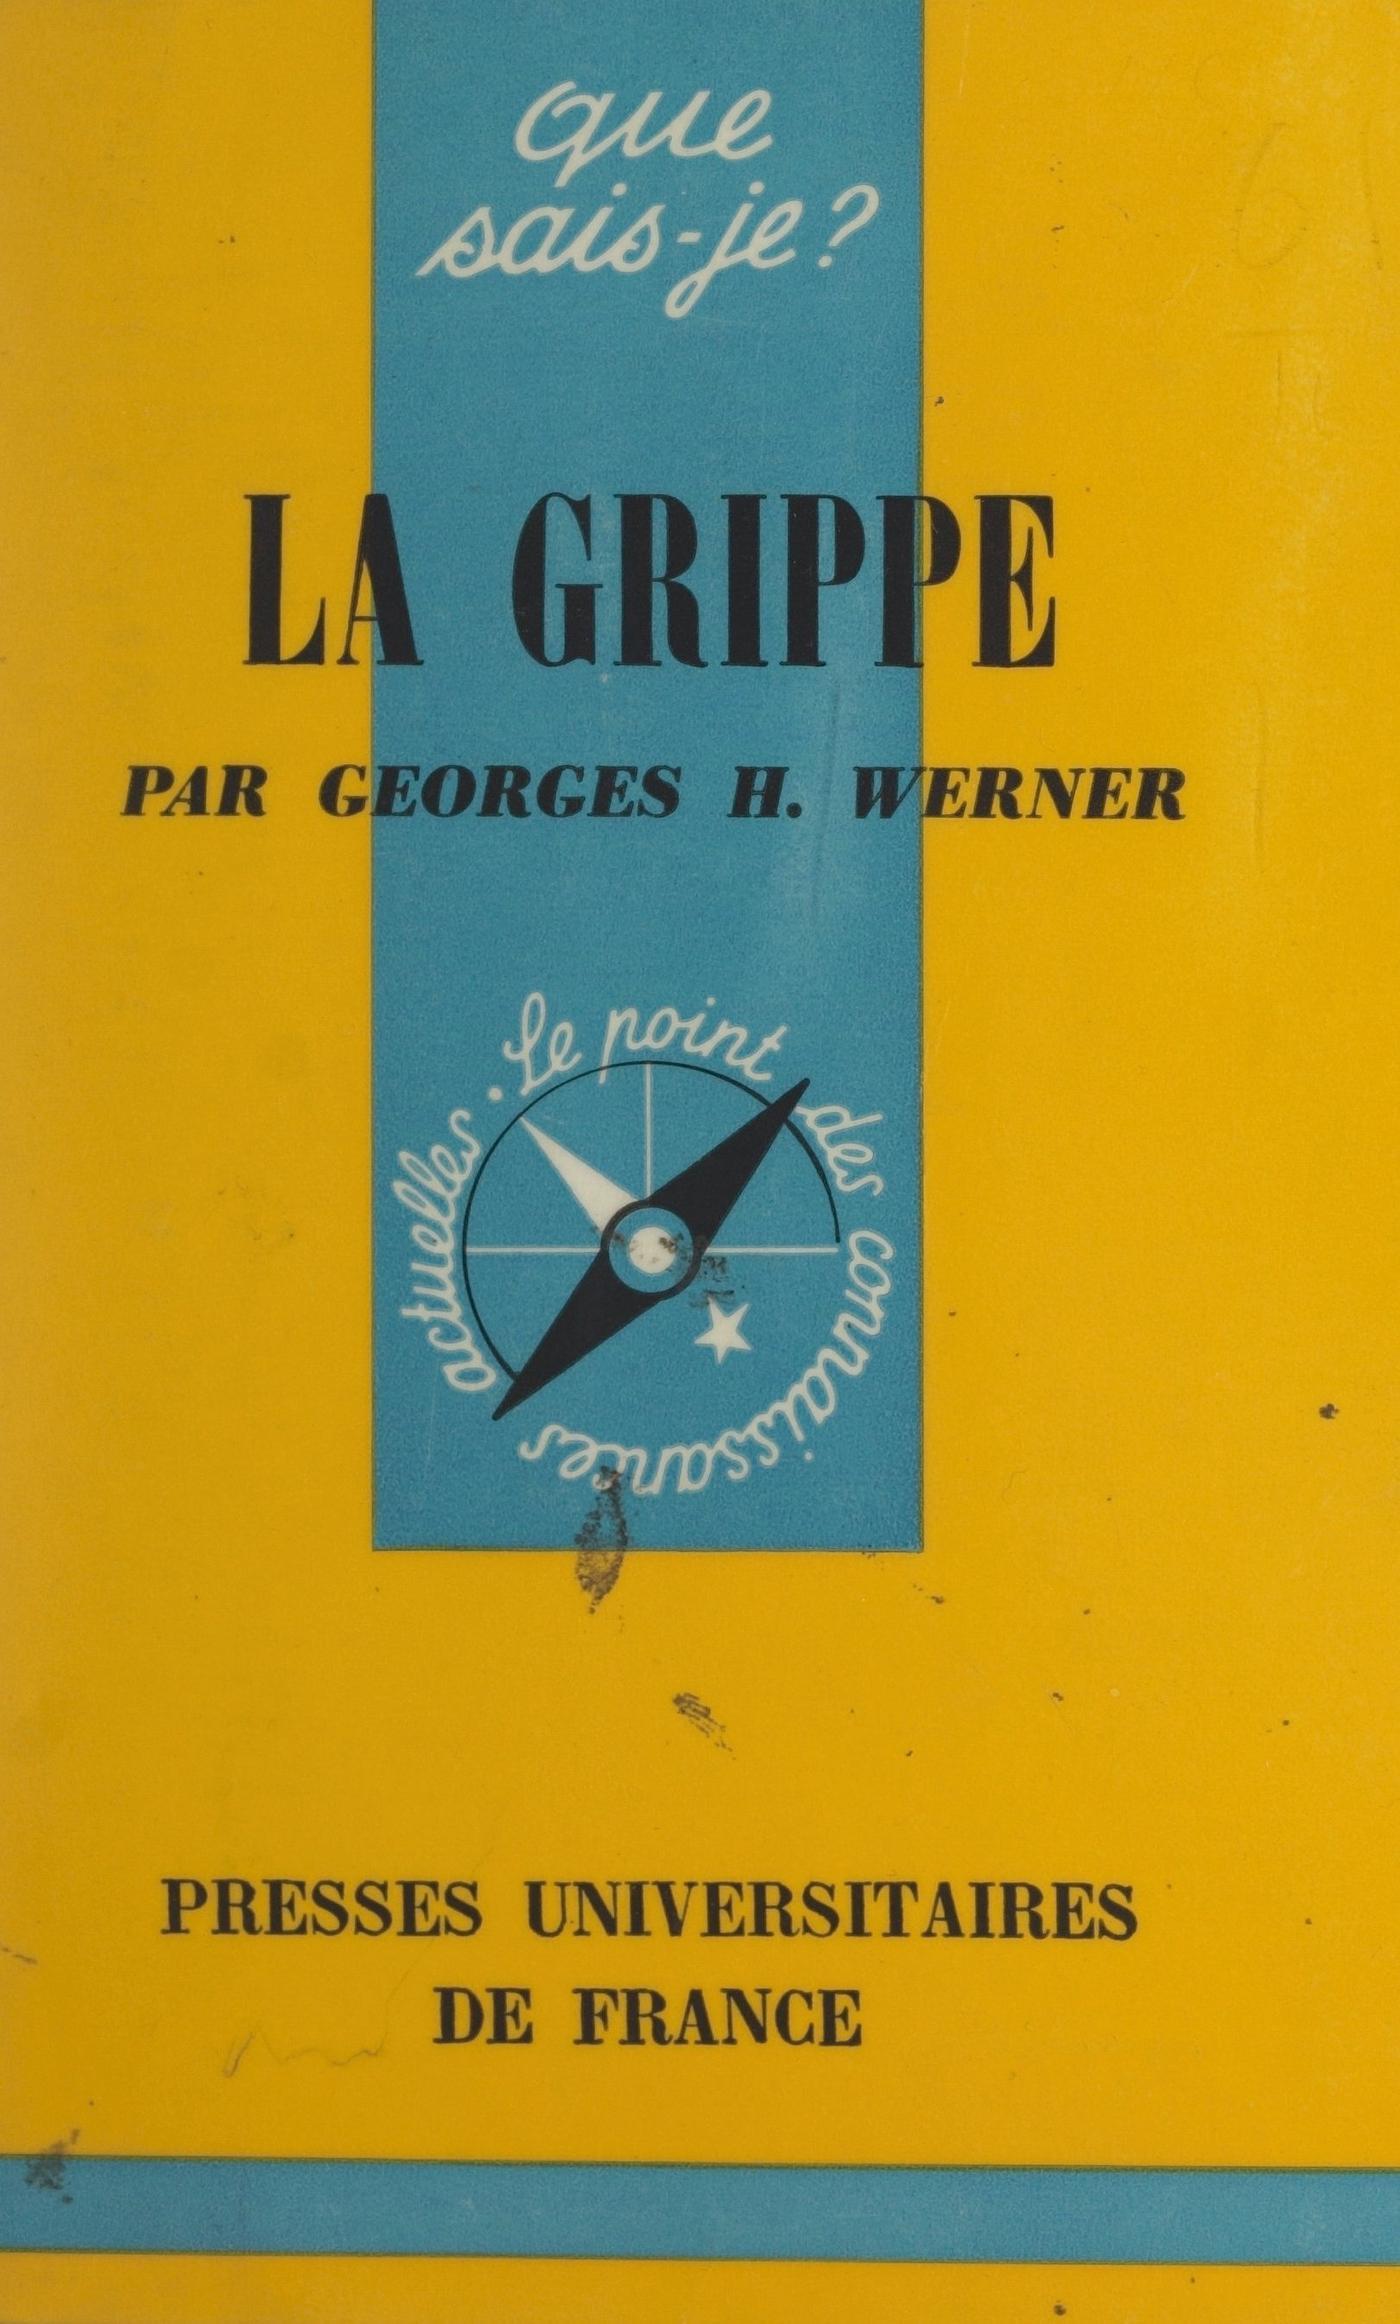 que
sais-je?
LA GRIPPE
PAR GEORGES H. WERNER
Le point des connaissances actuelles.
PRESSES UNIVERSITAIRES
DE FRANCE